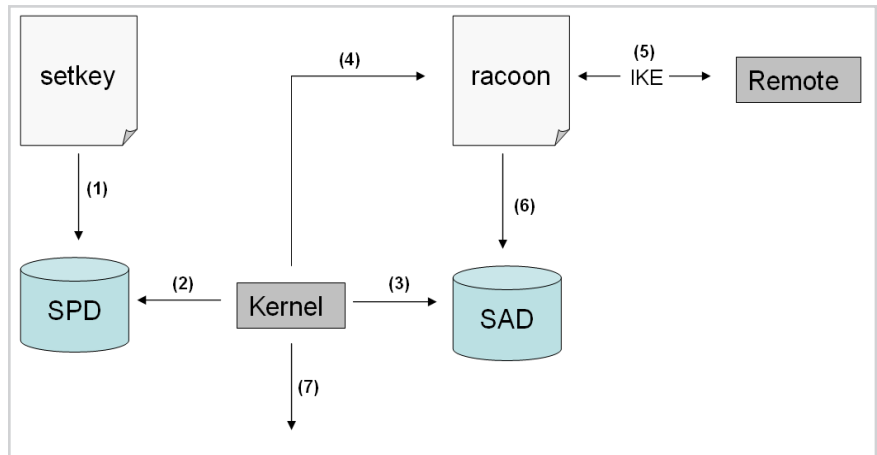 setkey
(4)
racoon
(5)
IKE
Remote
(1)
(6)
SPD
(2)
Kernel
(3)
SAD
(7)